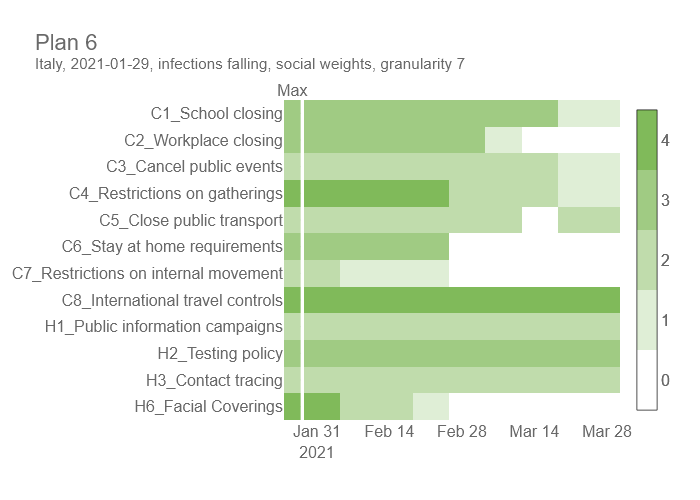 Plan 6
Italy, 2021-01-29, infections falling, social weights, granularity 7
Max
C1_School closing
C2_Workplace closing
C3_Cancel public events
C4_Restrictions on gatherings
C5_Close public transport
C6_Stay at home requirements
C7_Restrictions on internal movement
C8_International travel controls
H1_Public information campaigns
H2_Testing policy
H3_Contact tracing
H6_Facial Coverings
Jan 31 Feb 14 Feb 28 Mar 14 Mar 28
2021
4
3
2
1
0